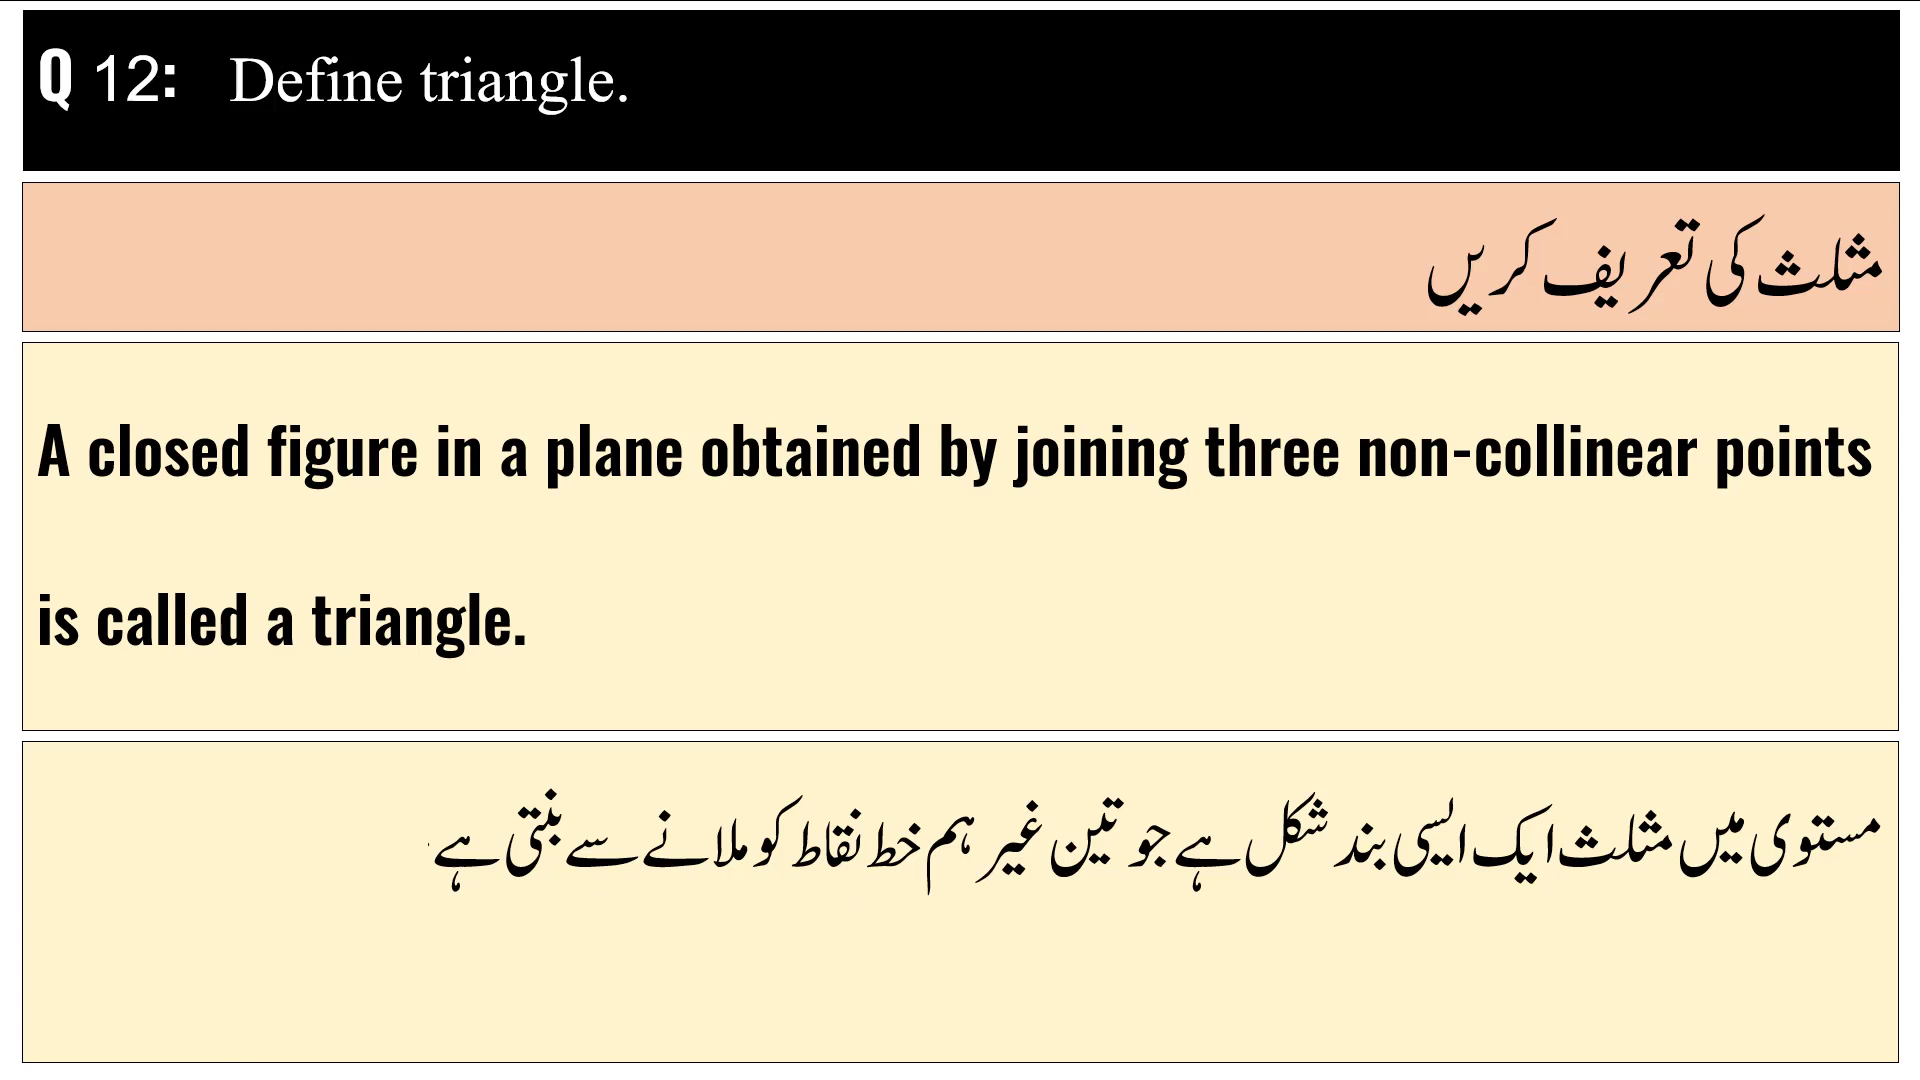 Q 12: Define triangle.
مثلث کی تعریف کریں
A closed figure in a plane obtained by joining three non-collinear points
is called a triangle.
مستوی میں مثلث ایک ایسی بند شکل ہے جو تین غیر ہم خط نقاط کو ملانے سے بنتی ہے